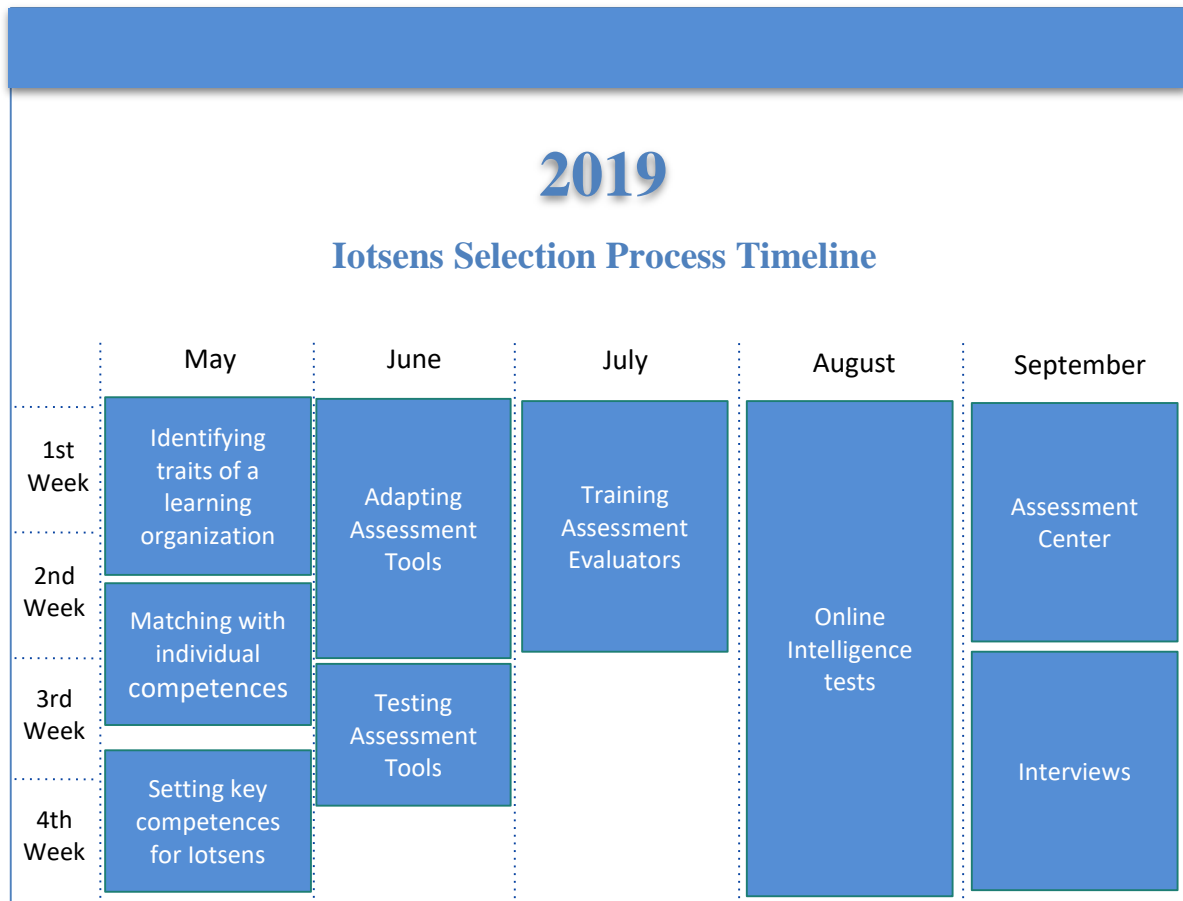 2019
Iotsens Selection Process Timeline
May
June
July
August
September
1st
Week
2nd
Week
3rd
Week
4th
Week
Identifying
traits of a
learning
organization
Matching with
individual
competences
Setting key
competences
for Iotsens
Adapting
Assessment
Tools
Testing
Assessment
Tools
Training
Assessment
Evaluators
Online
Intelligence
tests
Assessment
Center
Interviews